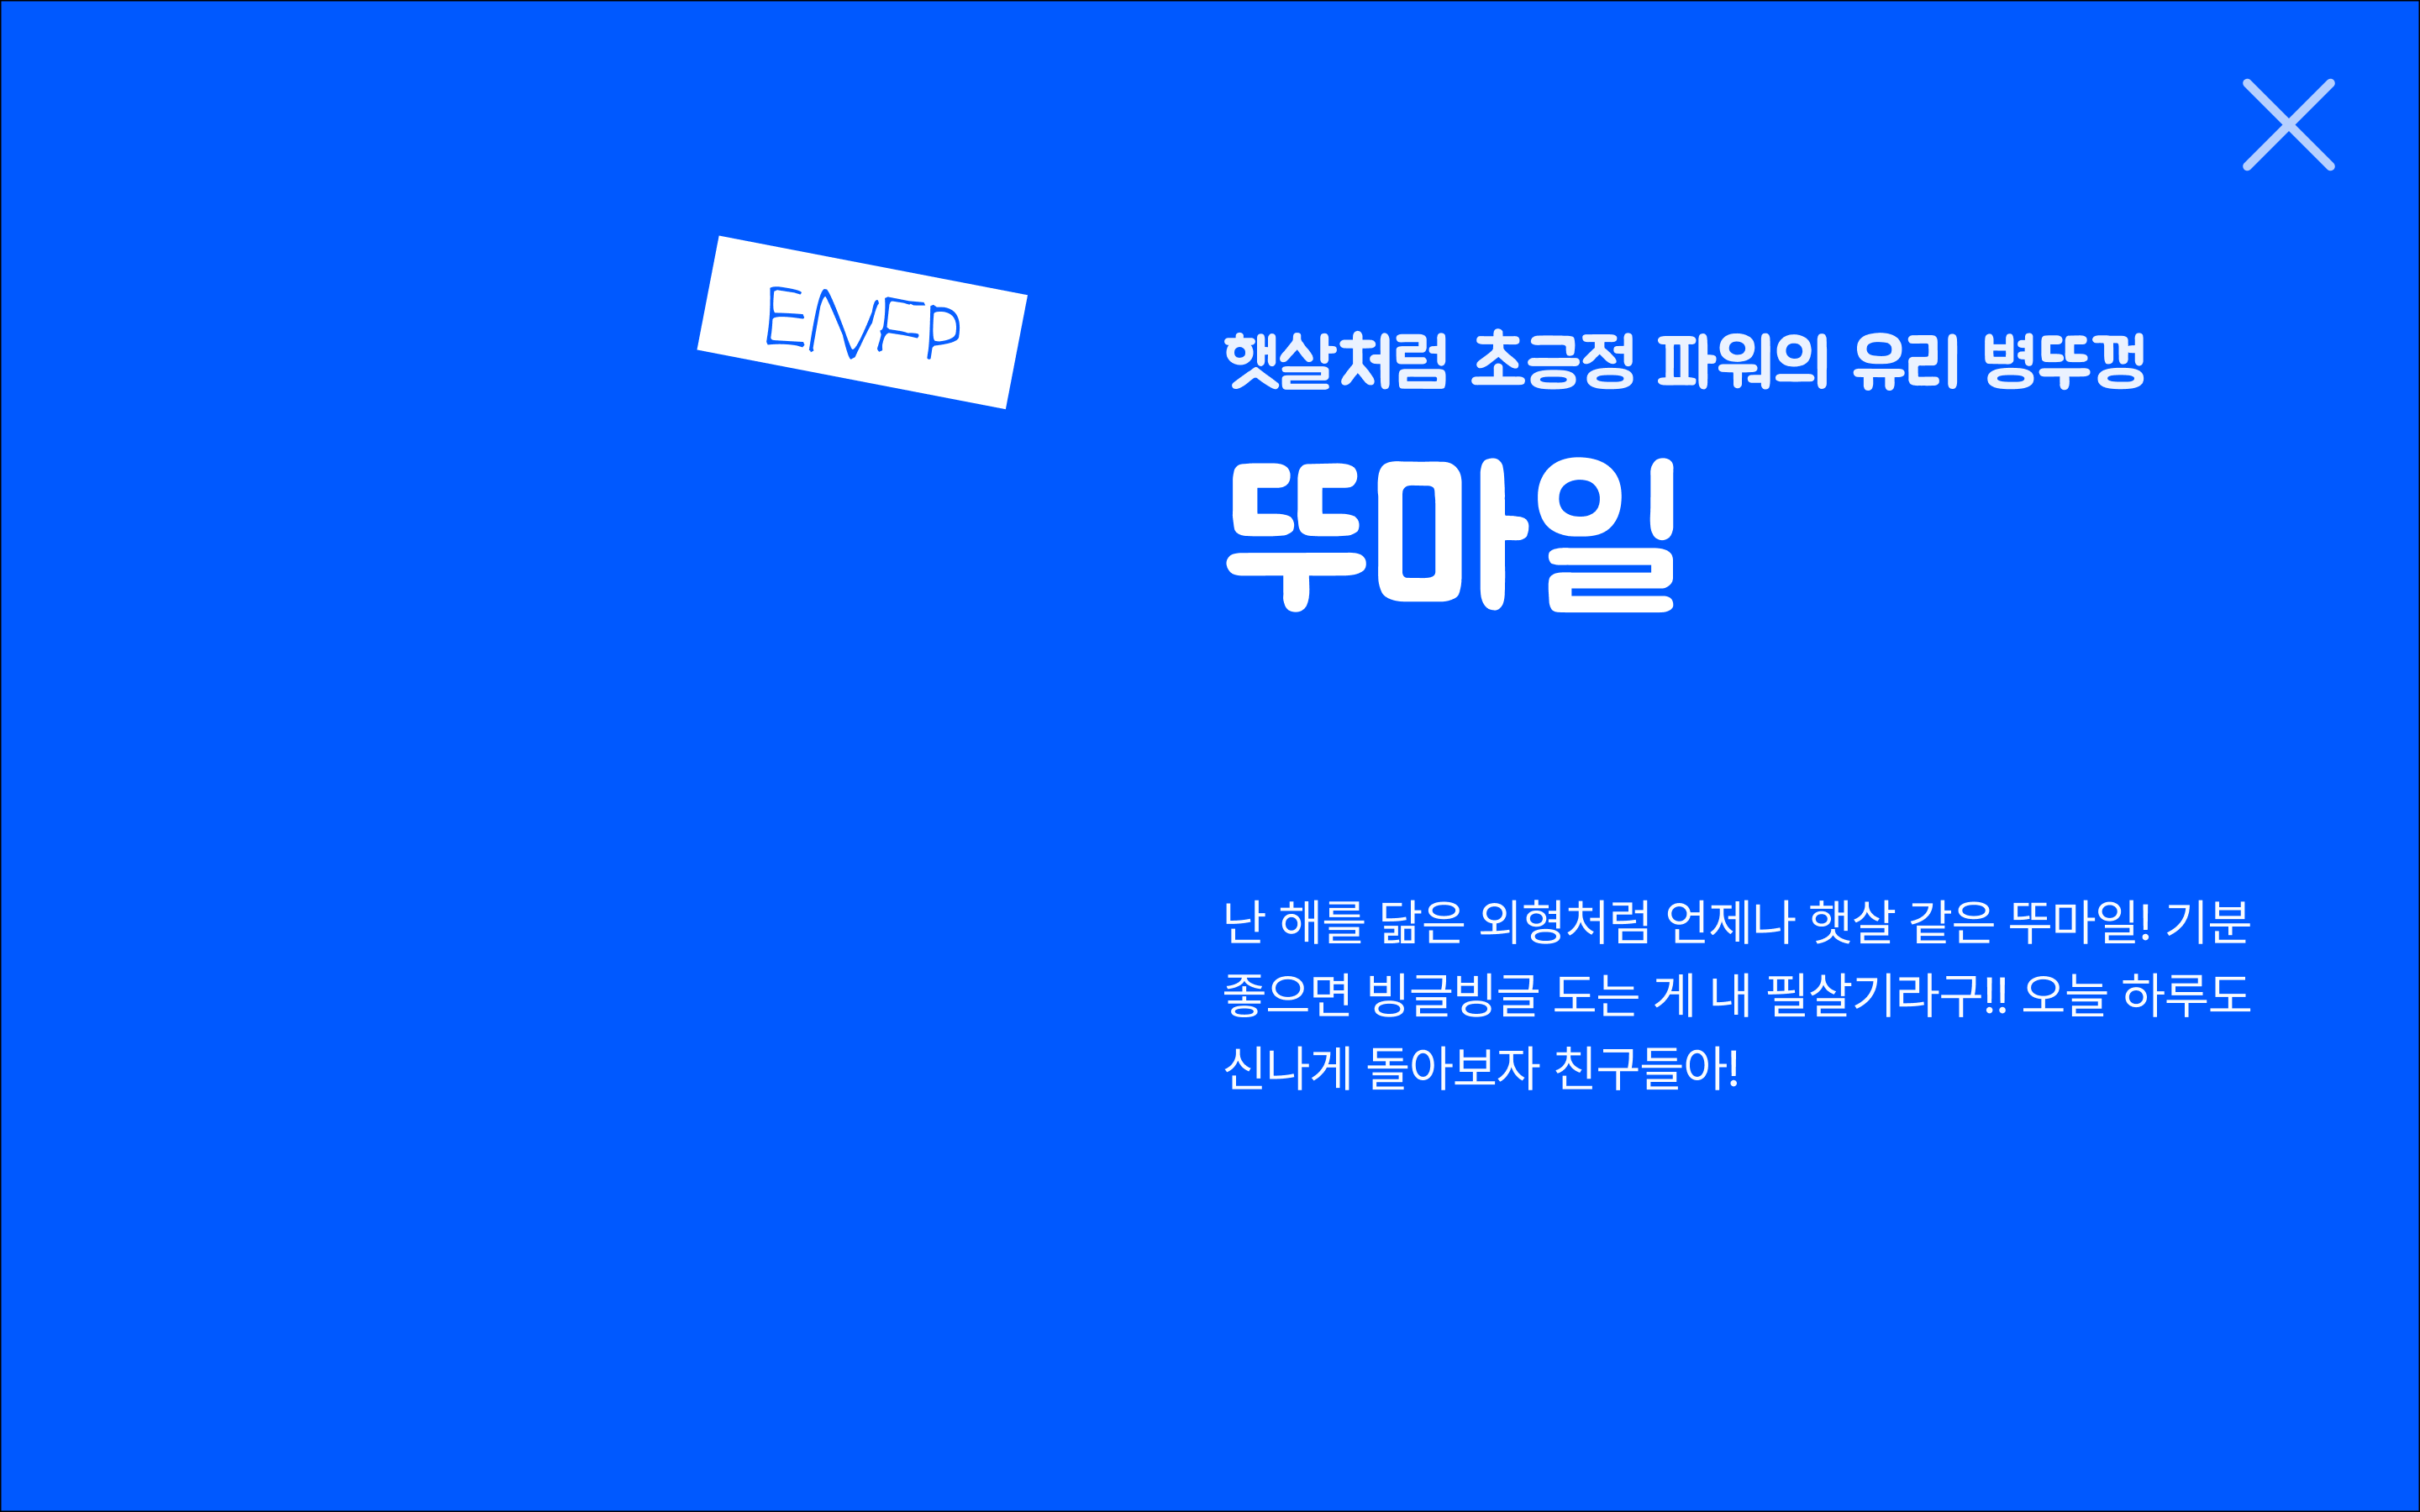 ENFP
햇살처럼 초긍정 파워의 유리 병뚜껑
뚜마일
난 해를 닮은 외형처럼 언제나 햇살 같은 뚜마일! 기분
좋으면 빙글빙글 도는 게 내 필살기라구!! 오늘 하루도
신나게 돌아보자 친구들아!